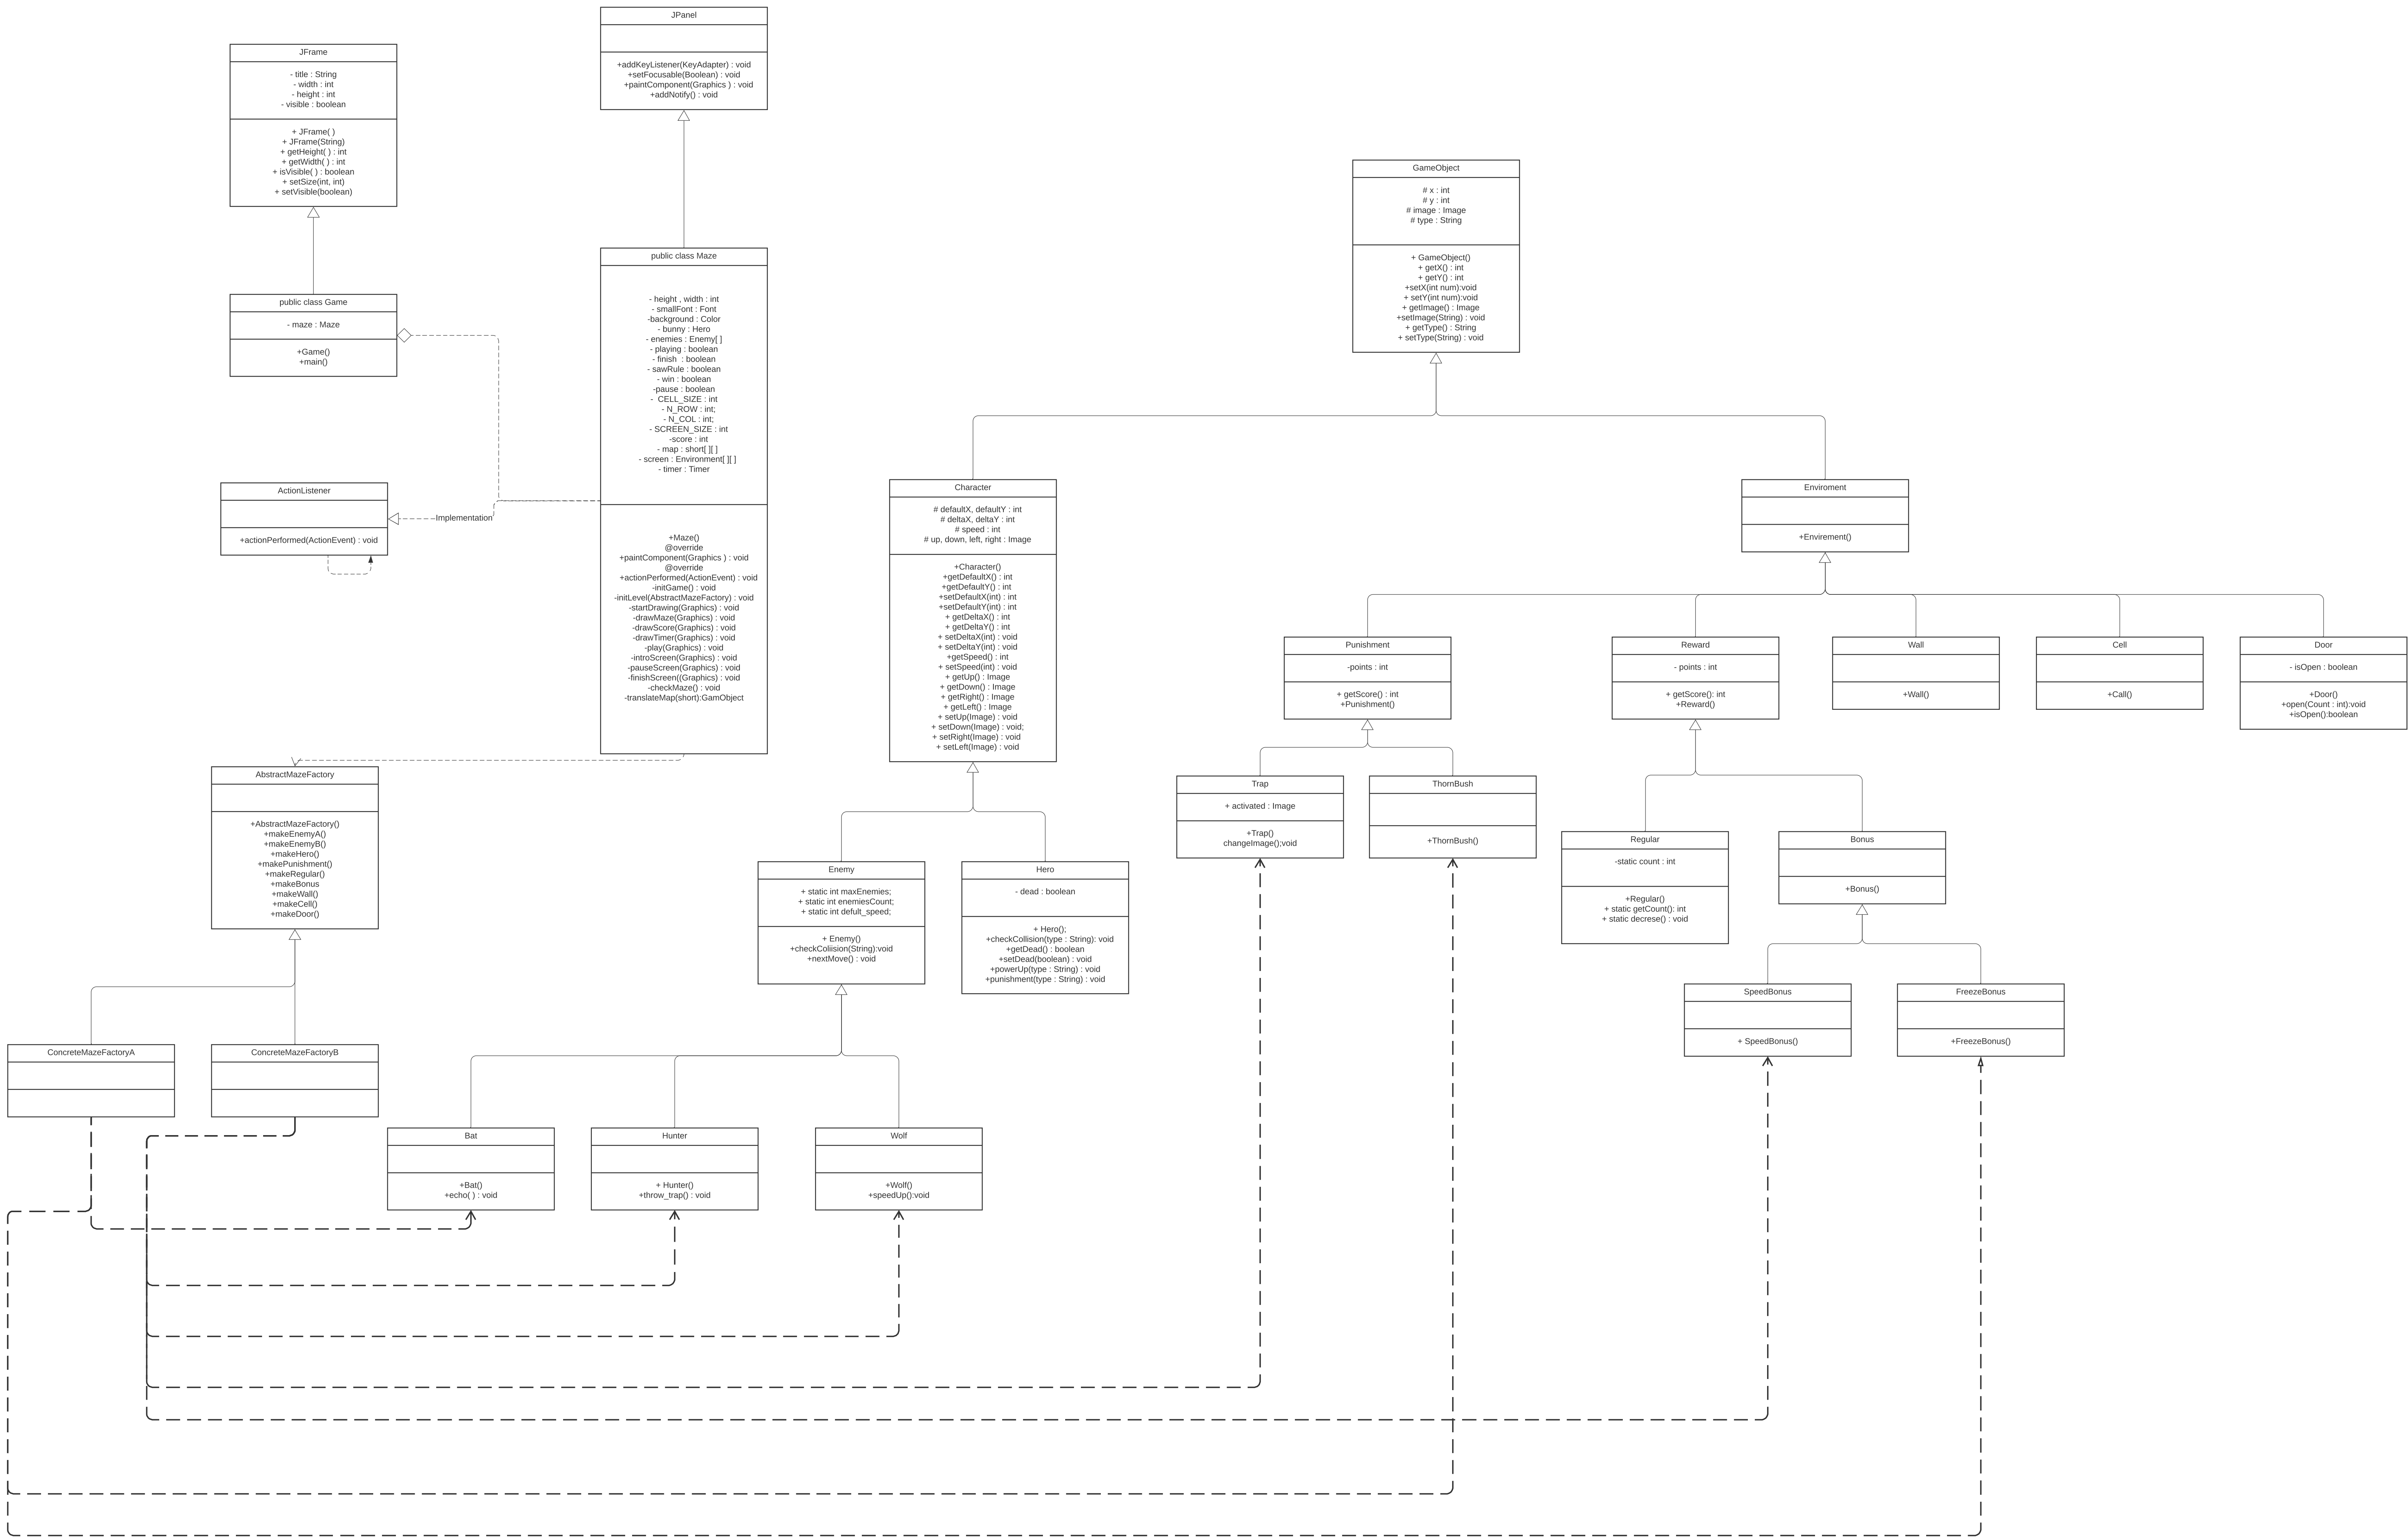 JPanel
+addKeyListener(KeyAdapter) : void
+setFocusable(Boolean) : void
+paintComponent(Graphics ) : void
+addNotify() : void
JFrame
- title : String
- width : int
- height : int
- visible : boolean
+ JFrame( )
+ JFrame(String)
+ getHeight( ) : int
+ getWidth( ) : int
+ isVisible( ) : boolean
+ setSize(int, int)
+ setVisible(boolean)
GameObject
# x : int
# y : int
# image : Image
# type : String
+ GameObject()
+ getX() : int
+ getY() : int
+setX(int num):void
+ setY(int num):void
+ getImage() : Image
+setImage(String) : void
+ getType() : String
+ setType(String) : void
public class Maze
- height , width : int
- smallFont : Font
-background : Color
- bunny : Hero
- enemies : Enemy[ ]
- playing : boolean
- finish : boolean
- sawRule : boolean
- win : boolean
-pause : boolean
- CELL_SIZE : int
- N_ROW : int;
- N_COL : int;
- SCREEN_SIZE : int
-score : int
- map : short[ ][ ]
- screen : Environment[ ][ ]
- timer : Timer
+Maze()
@override
+paintComponent(Graphics ) : void
@override
+actionPerformed(ActionEvent) : void
-initGame() : void
-initLevel(AbstractMazeFactory) : void
-startDrawing(Graphics) : void
-drawMaze(Graphics) : void
-drawScore(Graphics) : void
-drawTimer(Graphics) : void
-play(Graphics) : void
-introScreen(Graphics) : void
-pauseScreen(Graphics) : void
-finishScreen((Graphics) : void
-checkMaze() : void
-translateMap(short):GamObject
public class Game
- maze : Maze
+Game()
+main()
ActionListener
+actionPerformed(ActionEvent) : void
Implementation
Character
# defaultX, defaultY : int
# deltaX, deltaY : int
# speed : int
# up, down, left, right : Image
+Character()
+getDefaultX() : int
+getDefaultY() : int
+setDefaultX(int) : int
+setDefaultY(int) : int
+ getDeltaX() : int
+ getDeltaY() : int
+ setDeltaX(int) : void
+ setDeltaY(int) : void
+getSpeed() : int
+ setSpeed(int) : void
+ getUp() : Image
+ getDown() : Image
+ getRight() : Image
+ getLeft() : Image
+ setUp(Image) : void
+ setDown(Image) : void;
+ setRight(Image) : void
+ setLeft(Image) : void
Enviroment
+Envirement()
Punishment
-points : int
+ getScore() : int
+Punishment()
Reward
- points : int
+ getScore(): int
+Reward()
Wall
+Wall()
Cell
+Call()
Door
- isOpen : boolean
+Door()
+open(Count : int):void
+isOpen():boolean
AbstractMazeFactory
+AbstractMazeFactory()
+makeEnemyA()
+makeEnemyB()
+makeHero()
+makePunishment()
+makeRegular()
+makeBonus
+makeWall()
+makeCell()
+makeDoor()
Trap
+ activated : Image
+Trap()
changeImage();void
ThornBush
+ThornBush()
Regular
-static count : int
+Regular()
+ static getCount(): int
+ static decrese() : void
Bonus
+Bonus()
Enemy
+ static int maxEnemies;
+ static int enemiesCount;
+ static int defult_speed;
+ Enemy()
+checkColiision(String):void
+nextMove() : void
Hero
- dead : boolean
+ Hero();
+checkCollision(type : String): void
+getDead() : boolean
+setDead(boolean) : void
+powerUp(type : String) : void
+punishment(type : String) : void
SpeedBonus
+ SpeedBonus()
FreezeBonus
+FreezeBonus()
ConcreteMazeFactoryA
ConcreteMazeFactoryB
Bat
+Bat()
+echo( ) : void
Hunter
+ Hunter()
+throw_trap() : void
Wolf
+Wolf()
+speedUp():void